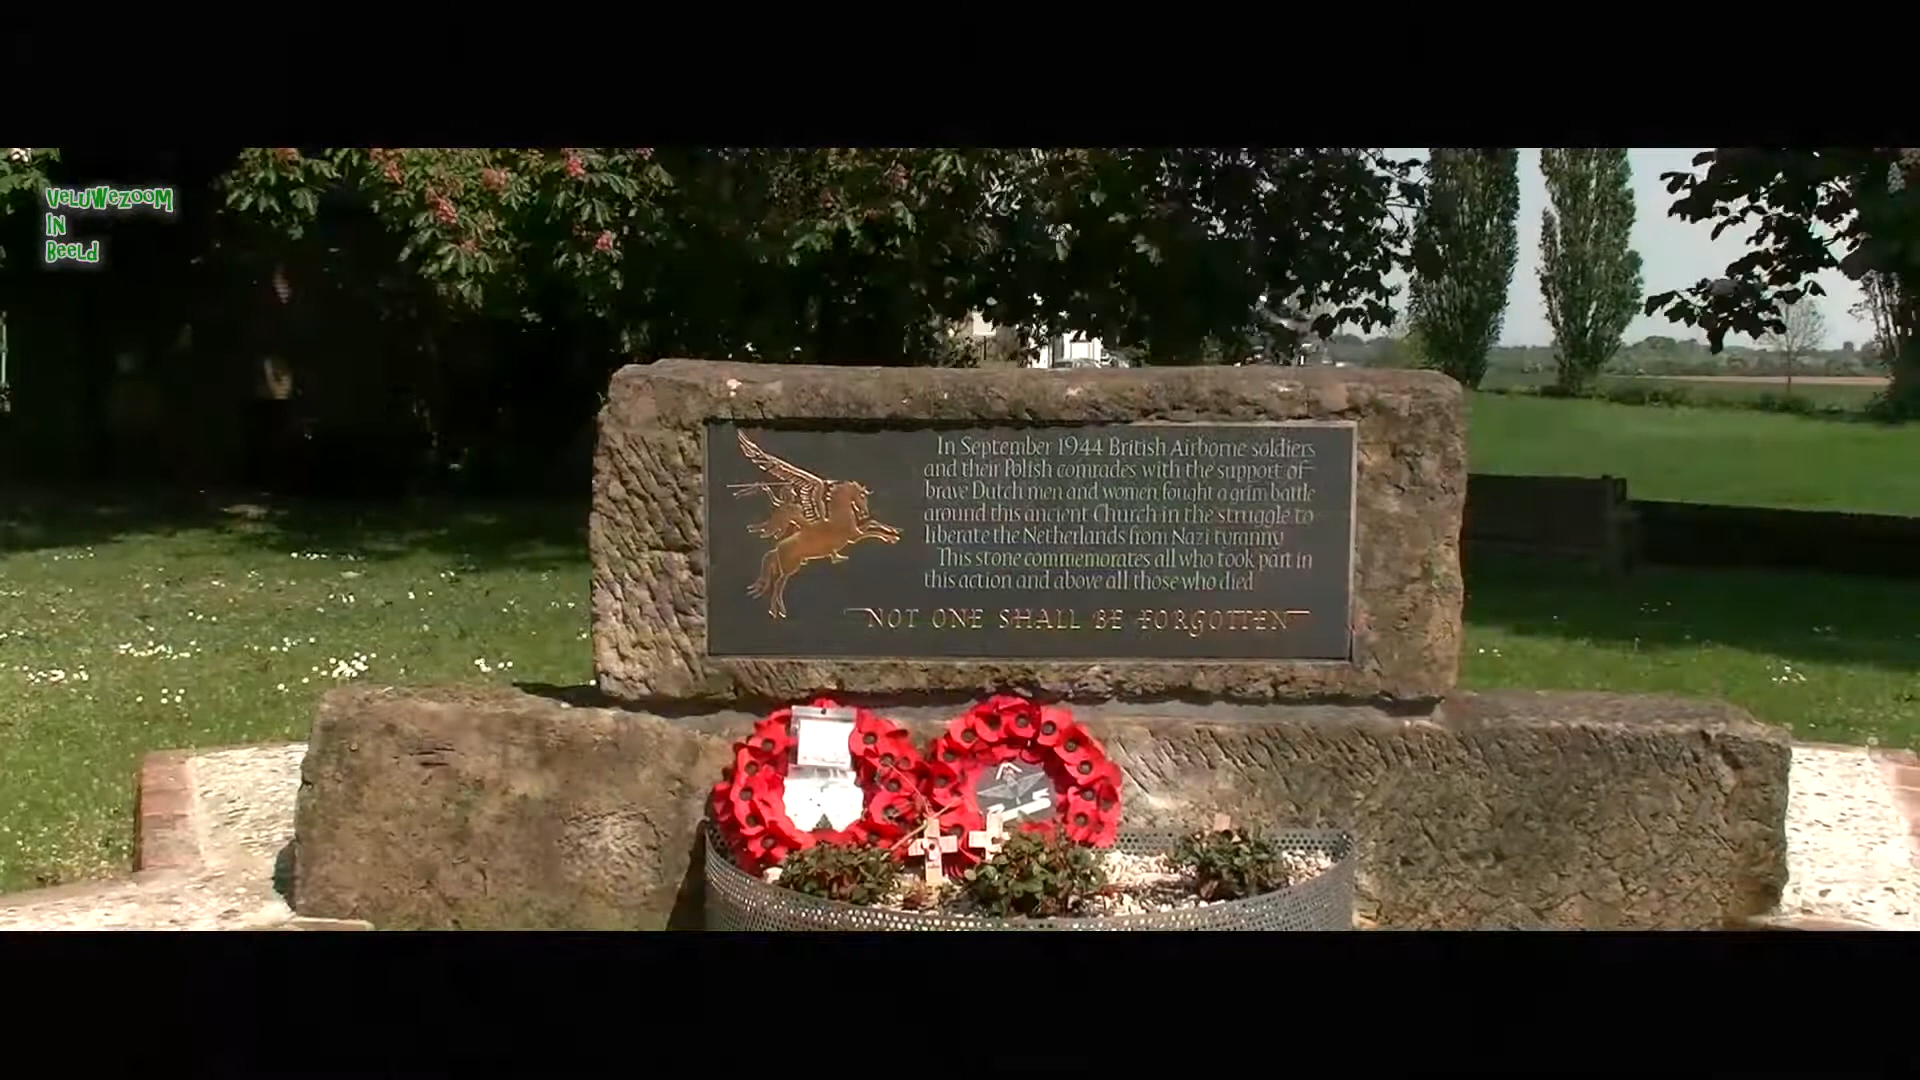 VELUWEZOOM
IN
BEELD
In September 1944 British Airborne soldiers
and their Polish comrades with the support of
brave Dutch men and women fought a grim battle
around this ancient Church in the struggle to
liberate the Netherlands from Nazi tyranny
This stone commemorates all who took part in
this action and above all those who died
NOT ONE SHALL BE FORGOTTEN